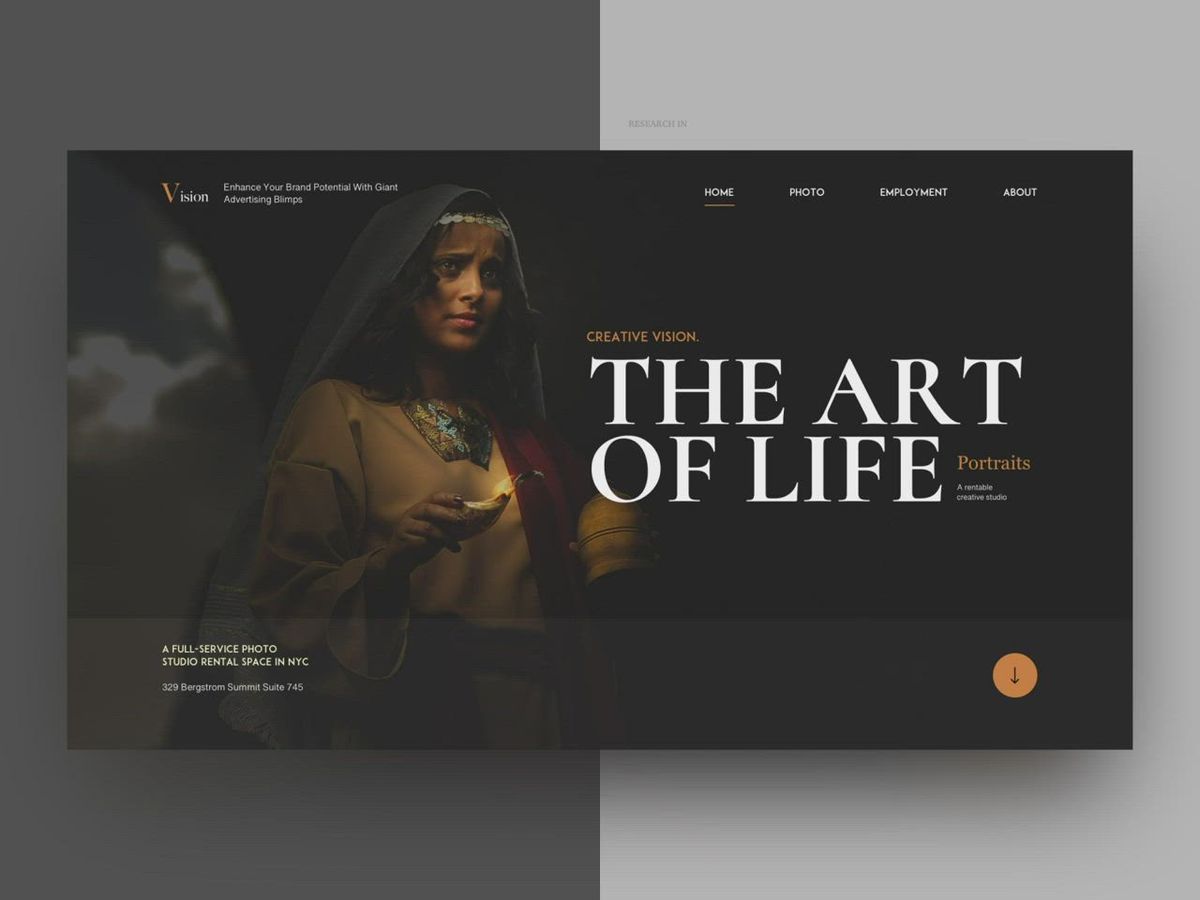 RESEARCH IN
Vision
Enhance Your Brand Potential With Giant
Advertising Blimps
HOME
PHOTO
EMPLOYMENT
ABOUT
CREATIVE VISION.
THE ART
OF LIFE
Portraits
A rentable
creative studio
A FULL-SERVICE PHOTO
STUDIO RENTAL SPACE IN NYC
329 Bergstrom Summit Suite 745